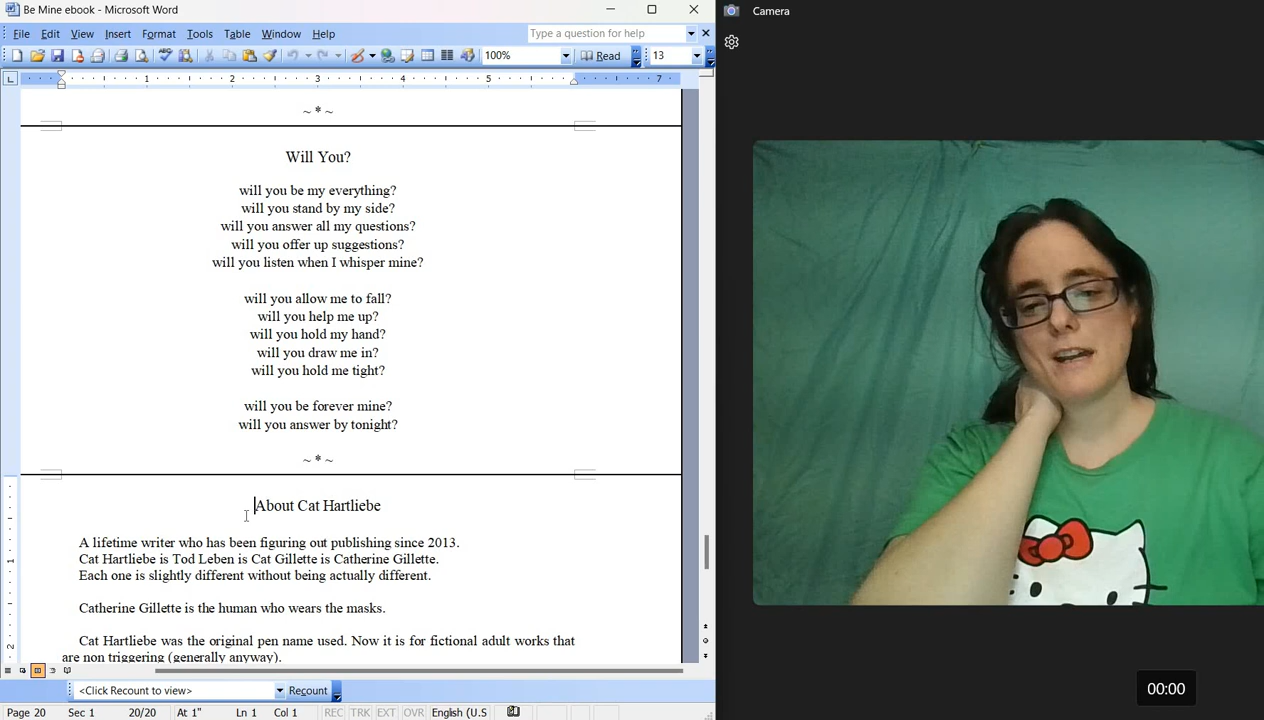 Be Mine ebook - Microsoft Word
Camera
File Edit View Insert Format Tools Table Window Help
Type a question for help
100%
Read
13
1 2 3 4 5 7
~ * ~
Will You?
will you be my everything?
will you stand by my side?
will you answer all my questions?
will you offer up suggestions?
will you listen when I whisper mine?
will you allow me to fall?
will you help me up?
will you hold my hand?
will you draw me in?
will you hold me tight?
will you be forever mine?
will you answer by tonight?
~ * ~
About Cat Hartliebe
A lifetime writer who has been figuring out publishing since 2013.
Cat Hartliebe is Tod Leben is Cat Gillette is Catherine Gillette.
Each one is slightly different without being actually different.
Catherine Gillette is the human who wears the masks.
Cat Hartliebe was the original pen name used. Now it is for fictional adult works that
are non triggering (generally anyway).
1
2
<Click Recount to view>
Recount
Page 20 Sec 1 20/20 At 1" Ln 1 Col 1 REC TRK EXT OVR English (U.S
00:00